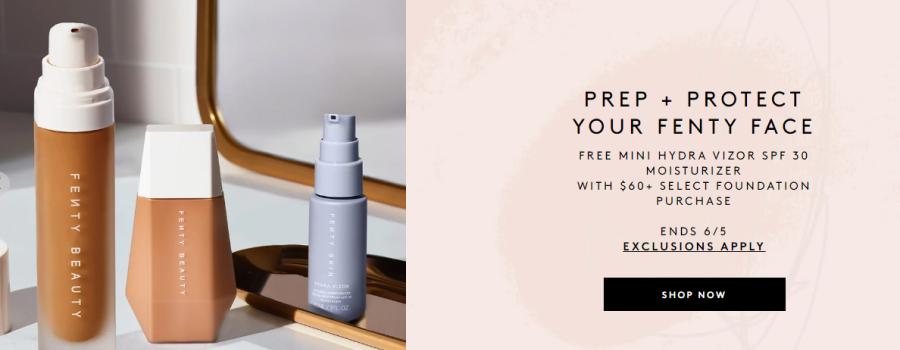 FENTY BEAUTY
FENTY BEAUTY
FENTY SKIN
HYDRA VIZOR
PREP + PROTECT
YOUR FENTY FACE
FREE MINI HYDRA VIZOR SPF 30
MOISTURIZER
WITH $60+ SELECT FOUNDATION
PURCHASE
ENDS 6/5
EXCLUSIONS APPLY
SHOP NOW